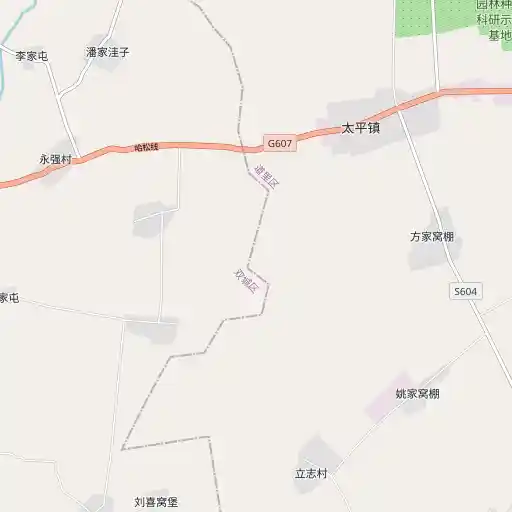 园林种
科研示
基地
潘家洼子
李家屯
太平镇
G607
哈松线
永强村
道里区
方家窝棚
双城区
S604
家屯
姚家窝棚
立志村
刘喜窝堡